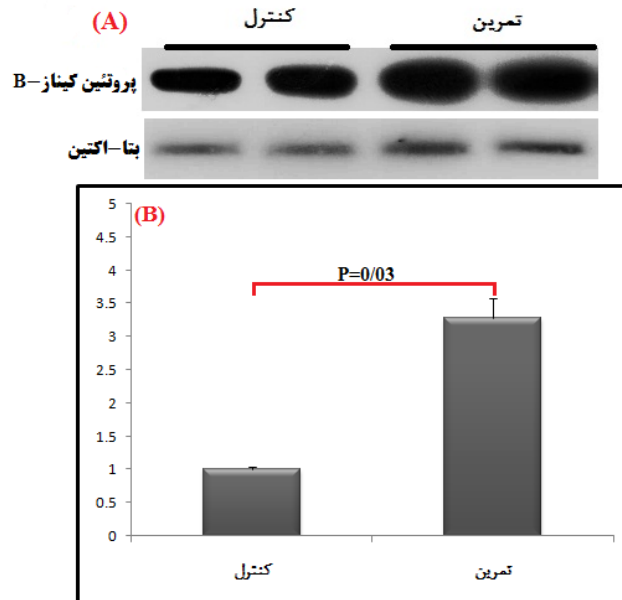 (A)
کنترل
تمرین
پروتئین کیناز-B
بتا-اکتین
(B)
P=0/03
5
4.5
4
3.5
3
2.5
2
1.5
1
0.5
0
کنترل
تمرین